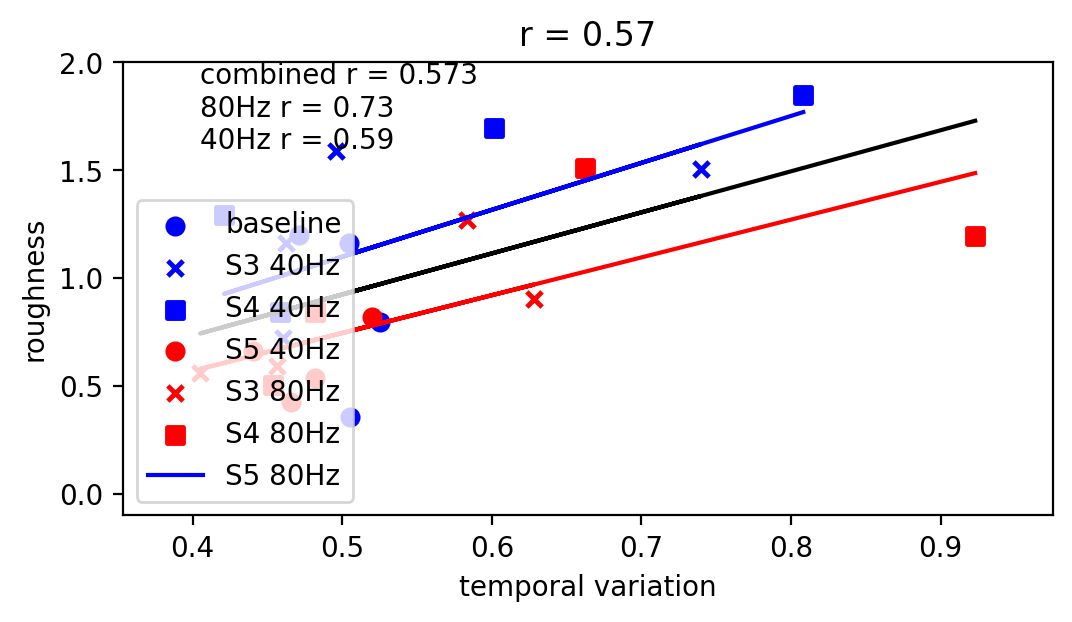 r = 0.57
combined r = 0.573
80Hz r = 0.73
40Hz r = 0.59
2.0
1.5
1.0
0.5
0.0
roughness
baseline
S3 40Hz
S4 40Hz
S5 40Hz
S3 80Hz
S4 80Hz
S5 80Hz
0.4 0.5 0.6 0.7 0.8 0.9
temporal variation